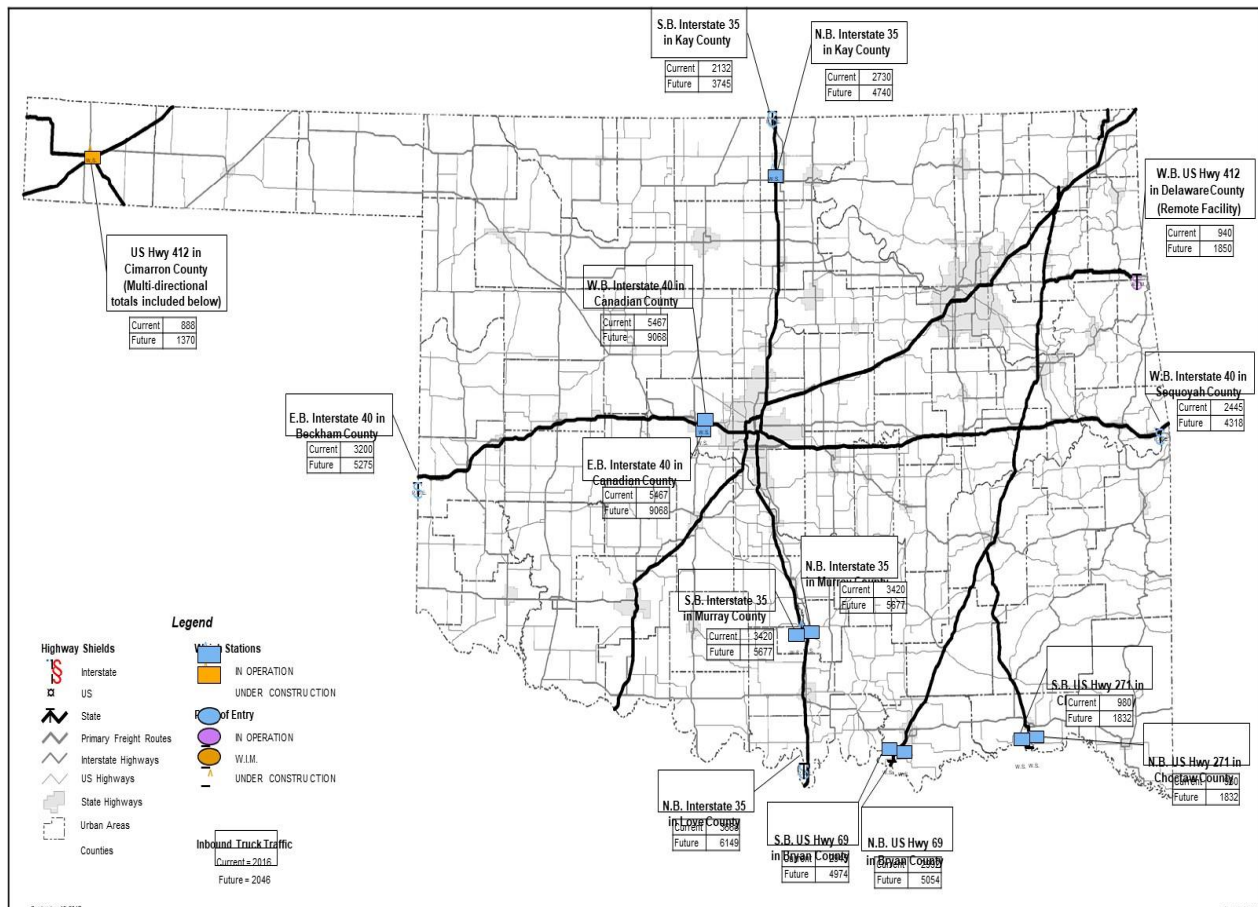 S.B. Interstate 35
in Kay County
Current 2132
Future 3745
N.B. Interstate 35
in Kay County
Current 2730
Future 4740
W.B. US Hwy 412
in Delaware County
(Remote Facility)
Current 940
Future 1850
US Hwy 412 in
Cimarron County
(Multi-directional
totals included below)
Current 888
Future 1370
W.B. Interstate 40 in
Canadian County
Current 5467
Future 9068
W.B. Interstate 40 in
Sequoyah County
Current 2445
Future 4318
E.B. Interstate 40 in
Beckham County
Current 3200
Future 5275
E.B. Interstate 40 in
Canadian County
Current 5467
Future 9068
N.B. Interstate 35
in Murray County
Current 3420
Future 5677
S.B. Interstate 35
in Murray County
Current 3420
Future 5677
S.B. US Hwy 271 in
Current 980
Future 1832
N.B. US Hwy 271 in
Choctaw County
Future 1832
N.B. Interstate 35
in Love County
Future 6149
S.B. US Hwy 69
in Bryan County
Future 4974
N.B. US Hwy 69
in Bryan County
Future 5054
W.S.
W.S.
W.S.
W.S. W.S.
Legend
Highway Shields
Interstate
US
State
Primary Freight Routes
Interstate Highways
US Highways
State Highways
Urban Areas
Counties
Stations
IN OPERATION
UNDER CONSTRUCTION
of Entry
IN OPERATION
W.I.M.
UNDER CONSTRUCTION
Inbound Truck Traffic
Current = 2016
Future = 2046